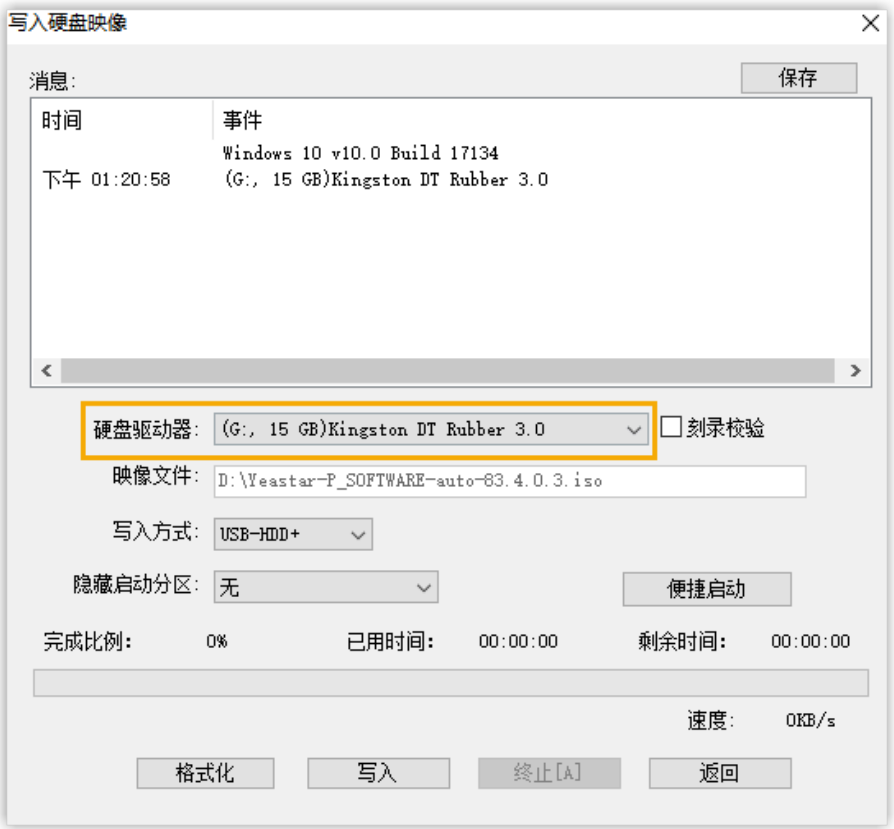 写入硬盘映像
消息:
保存
时间 事件
Windows 10 v10.0 Build 17134
下午 01:20:58 (G:, 15 GB)Kingston DT Rubber 3.0
硬盘驱动器: (G:, 15 GB)Kingston DT Rubber 3.0 刻录校验
映像文件: D:\Yeastar-P_SOFTWARE-auto-83.4.0.3.iso
写入方式: USB-HDD+
隐藏启动分区: 无 便捷启动
完成比例: 0% 已用时间: 00:00:00 剩余时间: 00:00:00
速度: 0KB/s
格式化 写入 终止[A] 返回